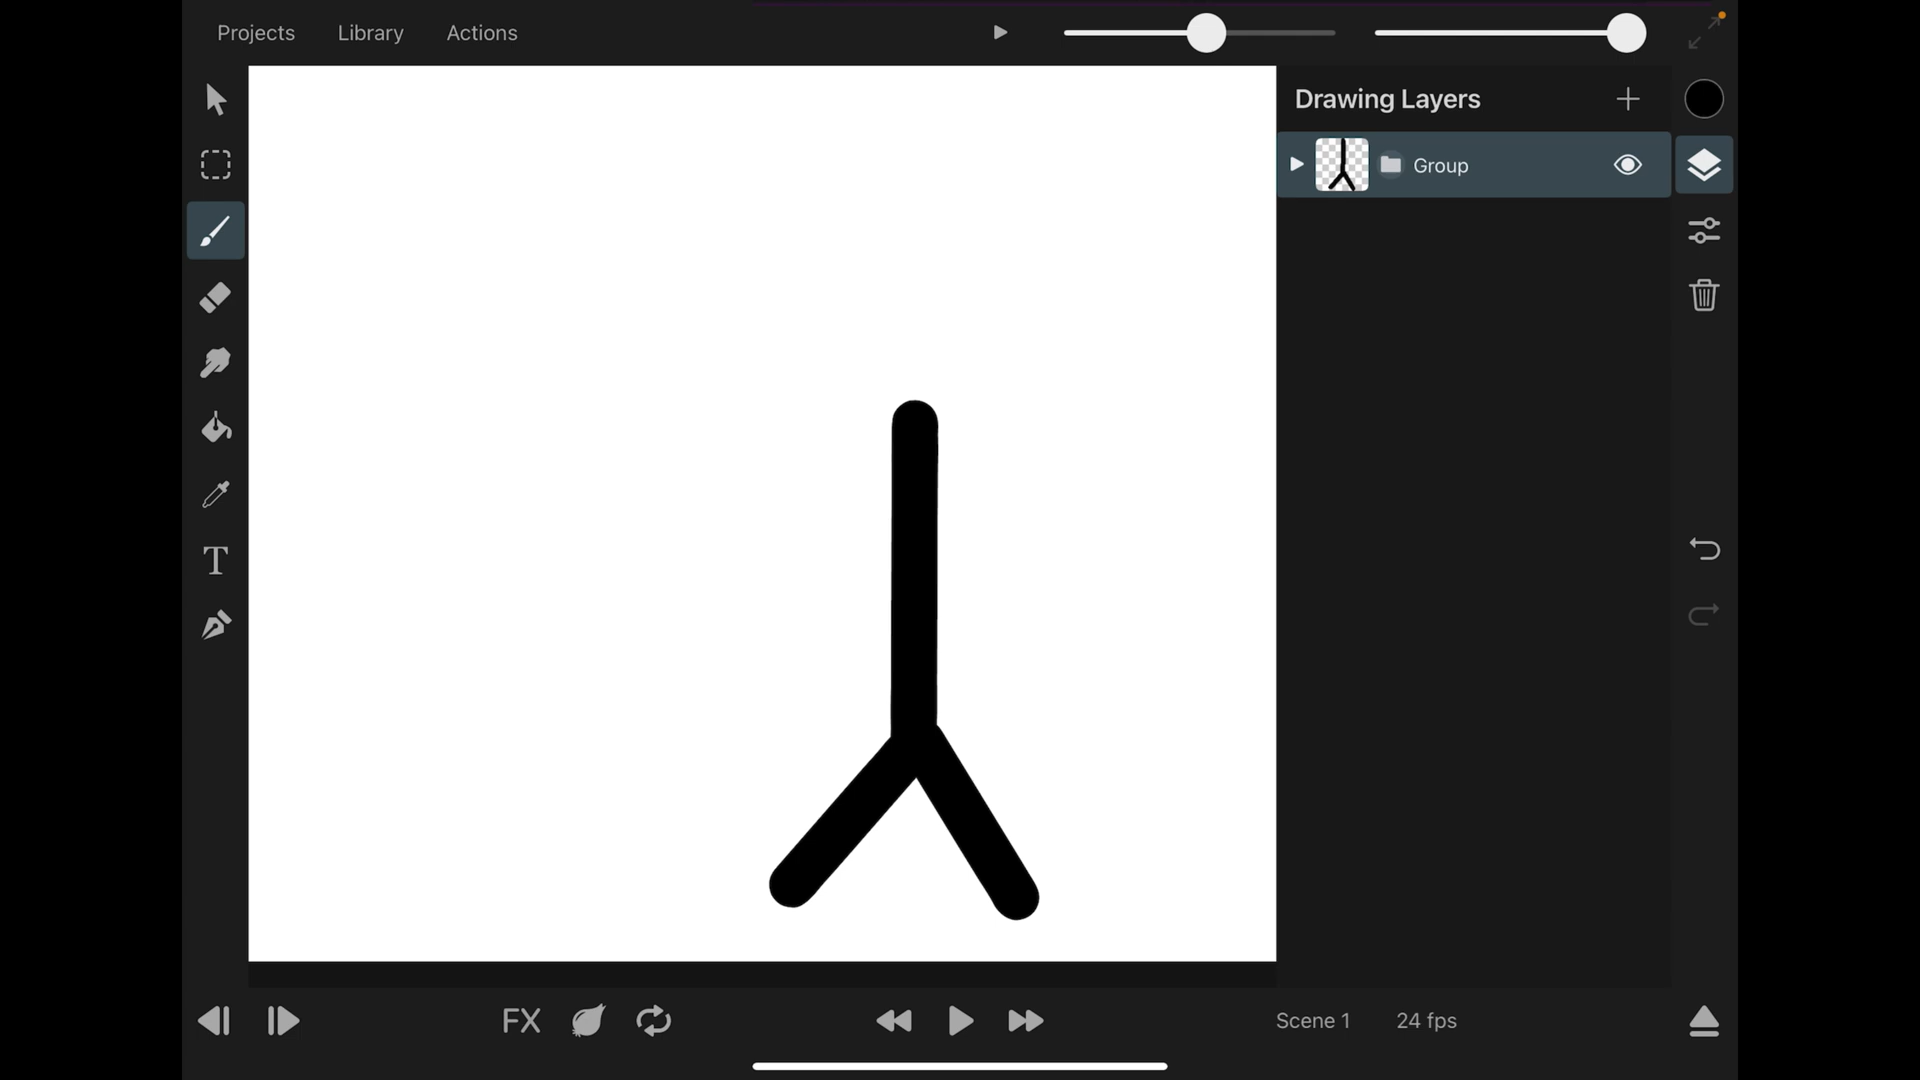 Projects Library Actions
Drawing Layers
Group
T
FX
Scene 1 24 fps